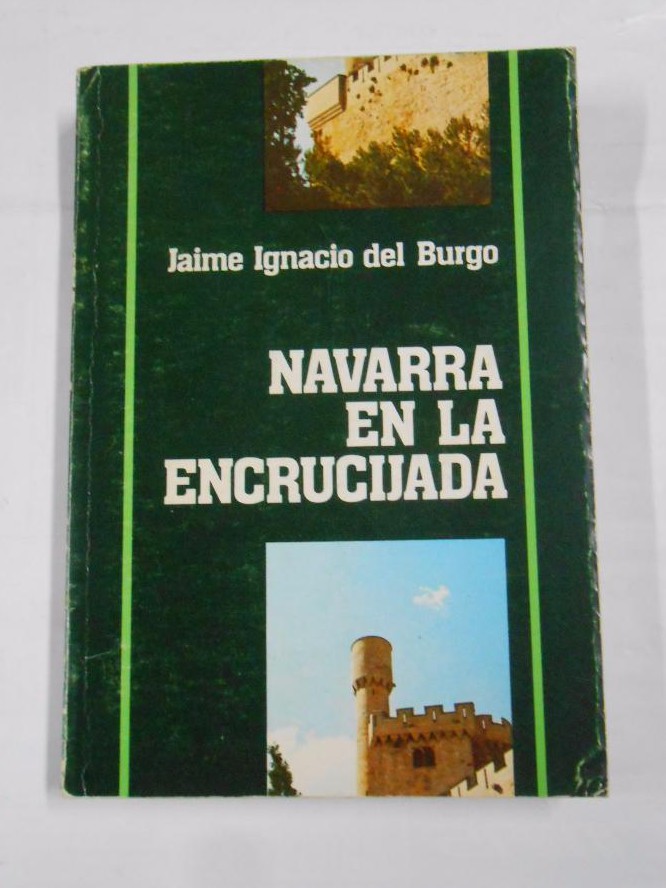 Jaime Ignacio del Burgo
NAVARRA
EN LA
ENCRUCIJADA